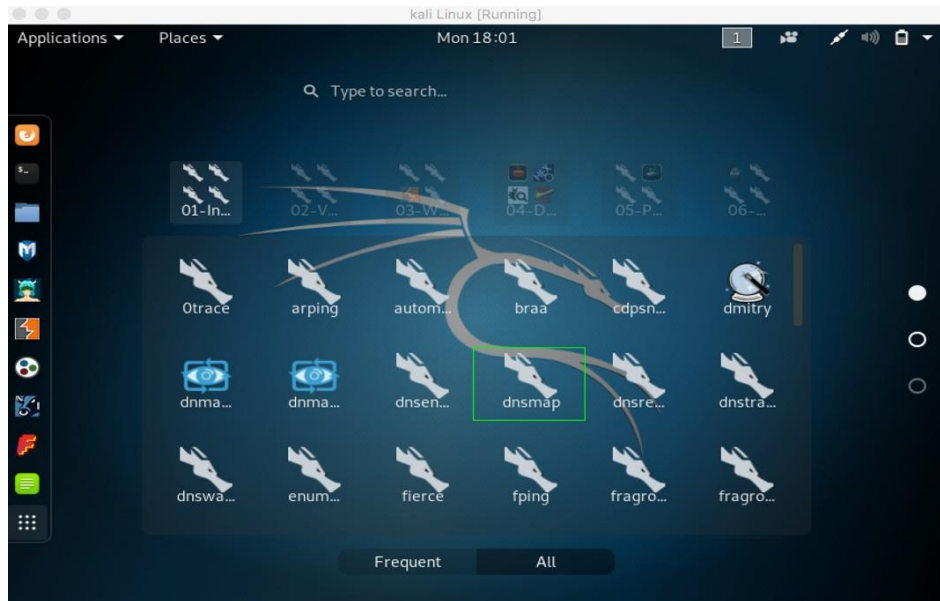 kali Linux [Running]
Applications Places Mon 18:01 1
Type to search...
01-In... 02-V... 03-W... 04-D... 05-P... 06-...
0trace arping autom... braa cdpsn... dmitry
dnma... dnma... dnsen... dnsmap dnsre... dnstra...
dnswa... enum... fierce fping fragro... fragro...
Frequent All